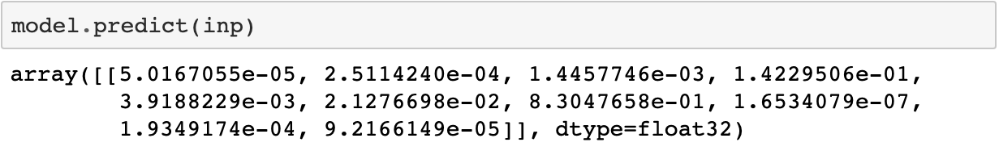 model.predict(inp)
array([[5.0167055e-05, 2.5114240e-04, 1.4457746e-03, 1.4229506e-01,
3.9188229e-03, 2.1276698e-02, 8.3047658e-01, 1.6534079e-07,
1.9349174e-04, 9.2166149e-05]], dtype=float32)